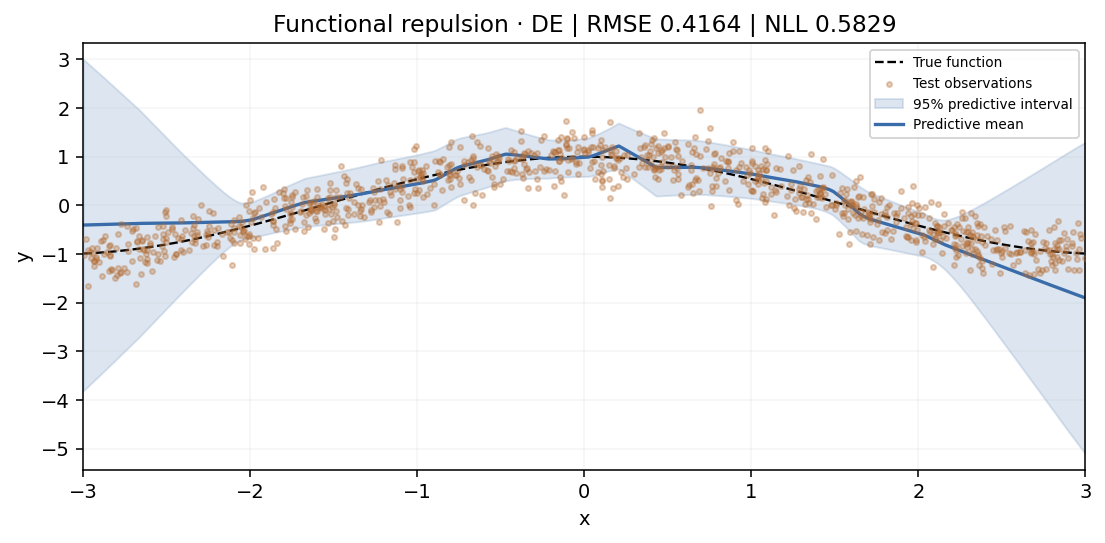 Functional repulsion · DE | RMSE 0.4164 | NLL 0.5829
True function
Test observations
95% predictive interval
Predictive mean
y
3
2
1
0
−1
−2
−3
−4
−5
−3 −2 −1 0 1 2 3
x